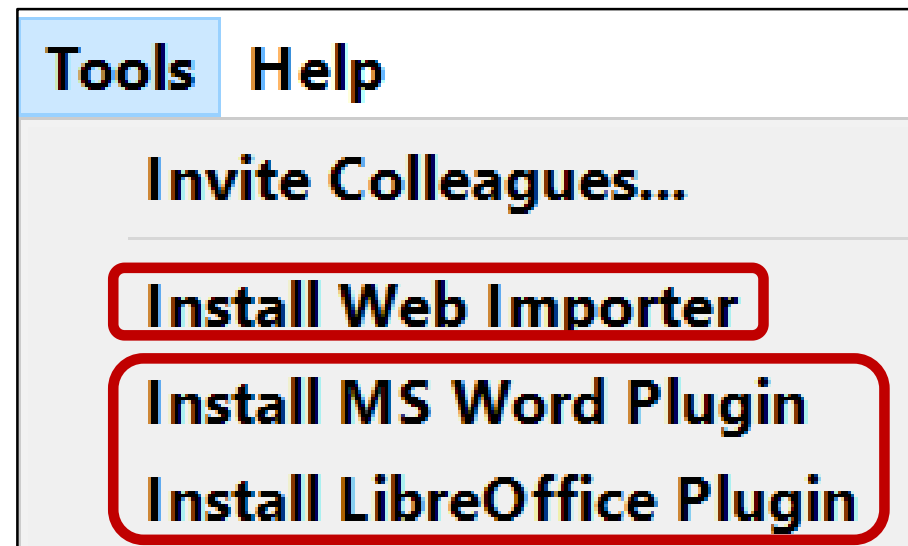 Tools Help
Invite Colleagues...
Install Web Importer
Install MS Word Plugin
Install LibreOffice Plugin